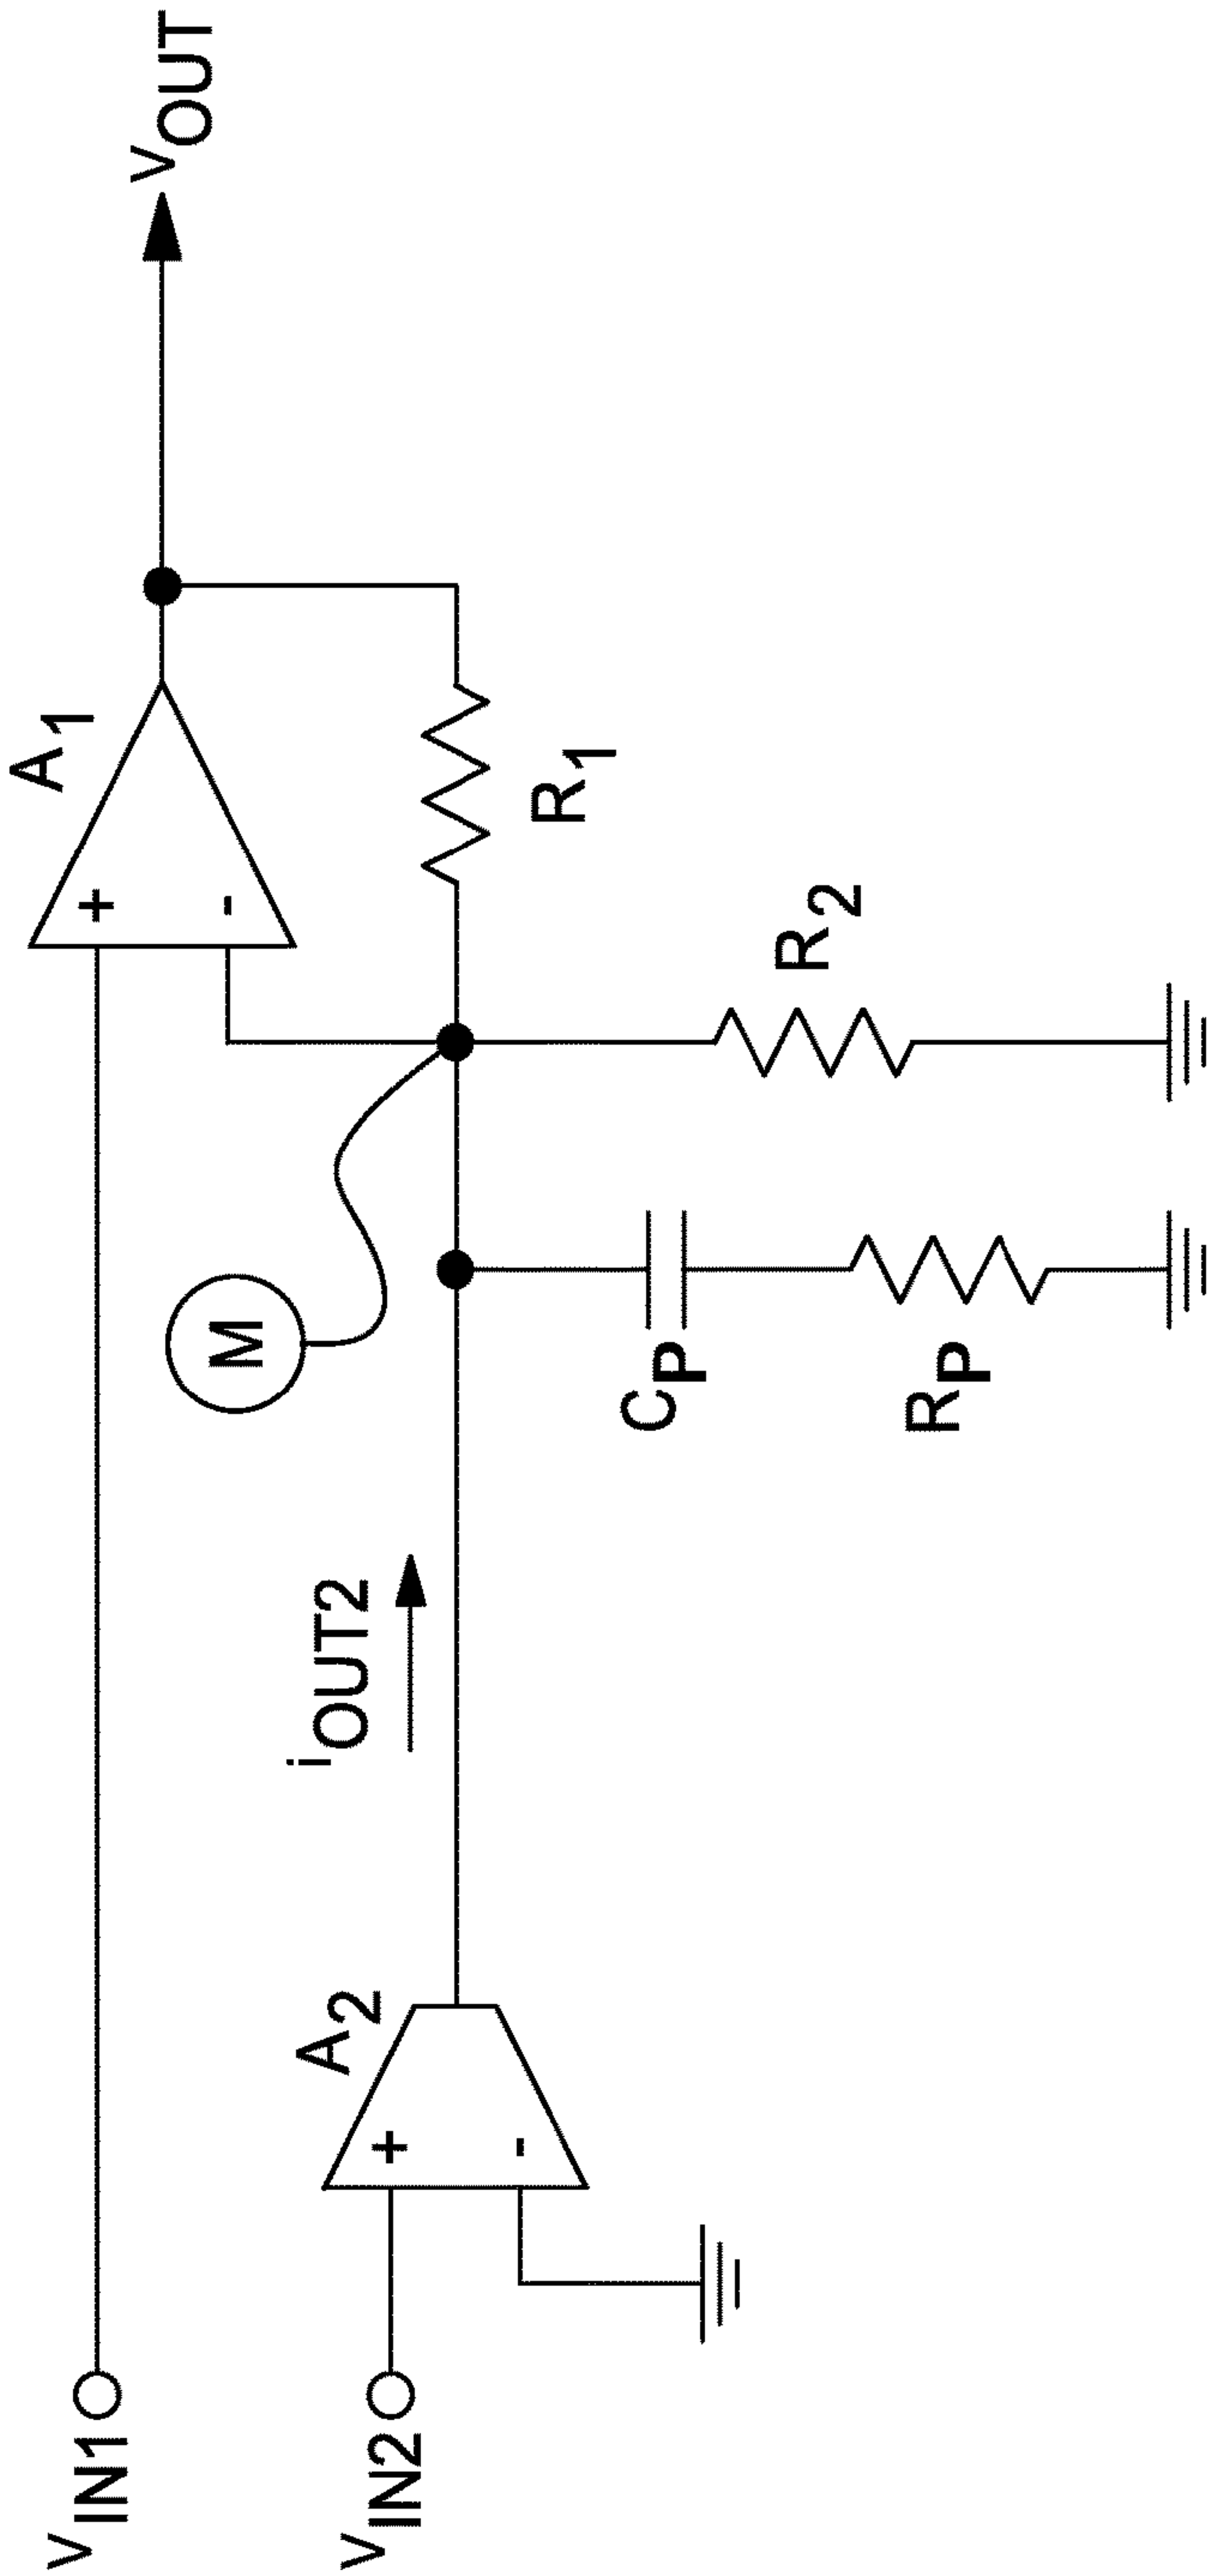 vIN1
vIN2
+
-
A2
iOUT2
M
CP
RP
+
-
A1
R2
R1
vOUT